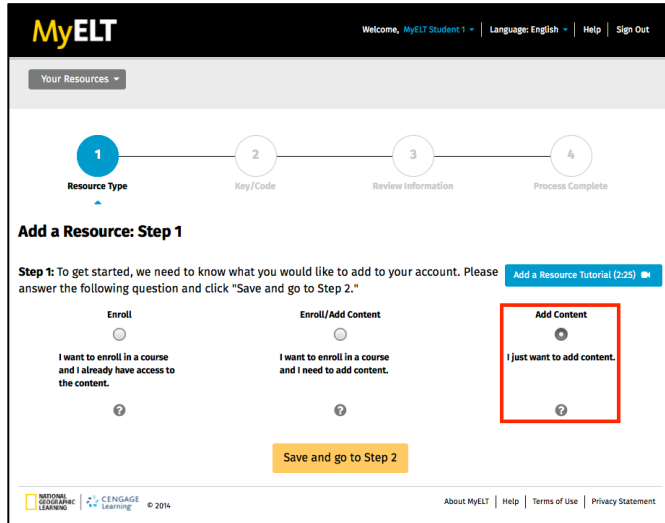 MyELT
Welcome, MyELT Student 1
Language: English
Help
Sign Out
Your Resources
1
2
3
4
Resource Type
Key/Code
Review Information
Process Complete
Add a Resource: Step 1
Step 1: To get started, we need to know what you would like to add to your account. Please
answer the following question and click "Save and go to Step 2."
Add a Resource Tutorial (2:25)
Enroll
I want to enroll in a course
and I already have access to
the content.
?
Enroll/Add Content
I want to enroll in a course
and I need to add content.
?
Add Content
I just want to add content.
?
Save and go to Step 2
NATIONAL
GEOGRAPHIC
LEARNING
CENGAGE
Learning
© 2014
About MyELT
Help
Terms of Use
Privacy Statement